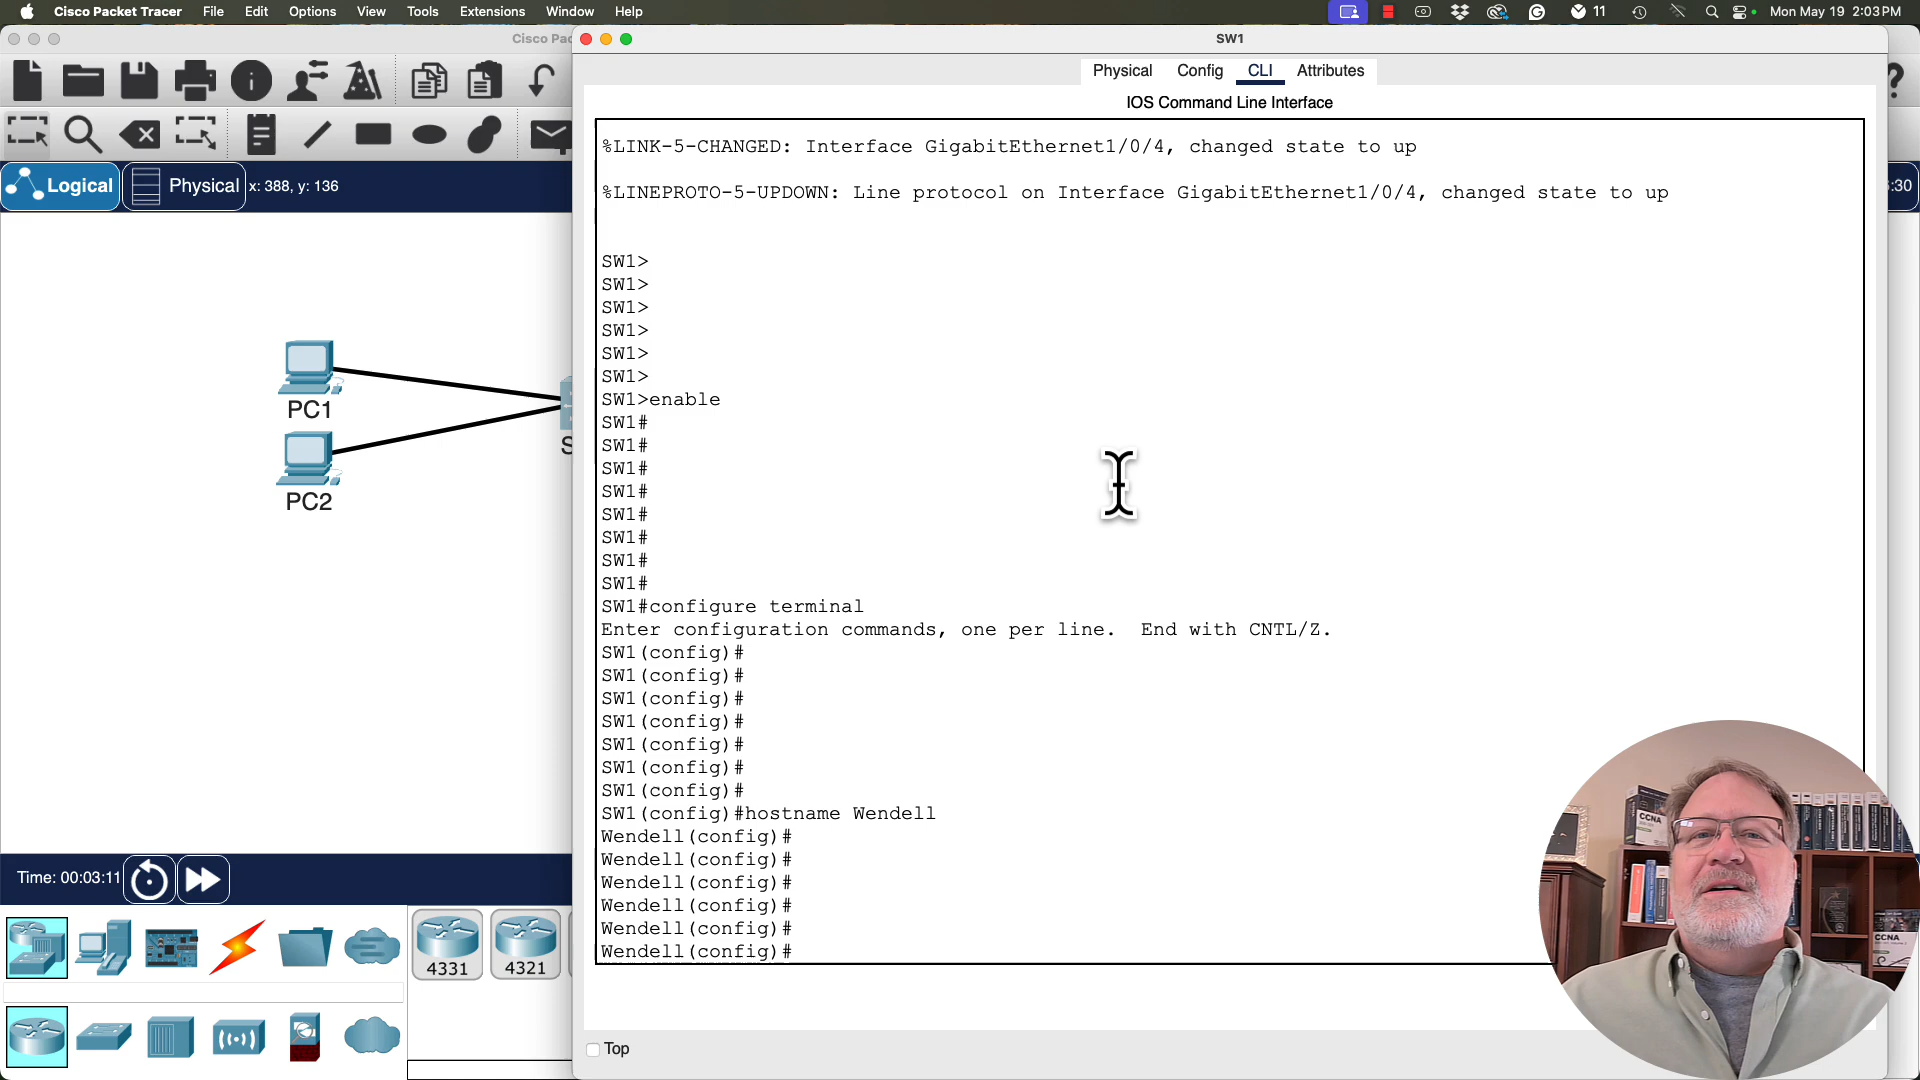 Cisco Packet Tracer File Edit Options View Tools Extensions Window Help 11 Mon May 19 2:03 PM
Cisco Pac
SW1
Physical Config CLI Attributes
IOS Command Line Interface
%LINK-5-CHANGED: Interface GigabitEthernet1/0/4, changed state to up
Logical Physical x: 388, y: 136
:30
%LINEPROTO-5-UPDOWN: Line protocol on Interface GigabitEthernet1/0/4, changed state to up
SW1>
SW1>
SW1>
SW1>
SW1>
SW1>
SW1>enable
SW1#
SW1#
SW1#
SW1#
SW1#
SW1#
SW1#
SW1#
SW1#configure terminal
Enter configuration commands, one per line.  End with CNTL/Z.
SW1(config)#
SW1(config)#
SW1(config)#
SW1(config)#
SW1(config)#
SW1(config)#
SW1(config)#
SW1(config)#hostname Wendell
Wendell(config)#
Wendell(config)#
Wendell(config)#
Wendell(config)#
Wendell(config)#
Wendell(config)#
PC1
PC2
S
Time: 00:03:11
4331 4321
Top
CCNA
CCNA